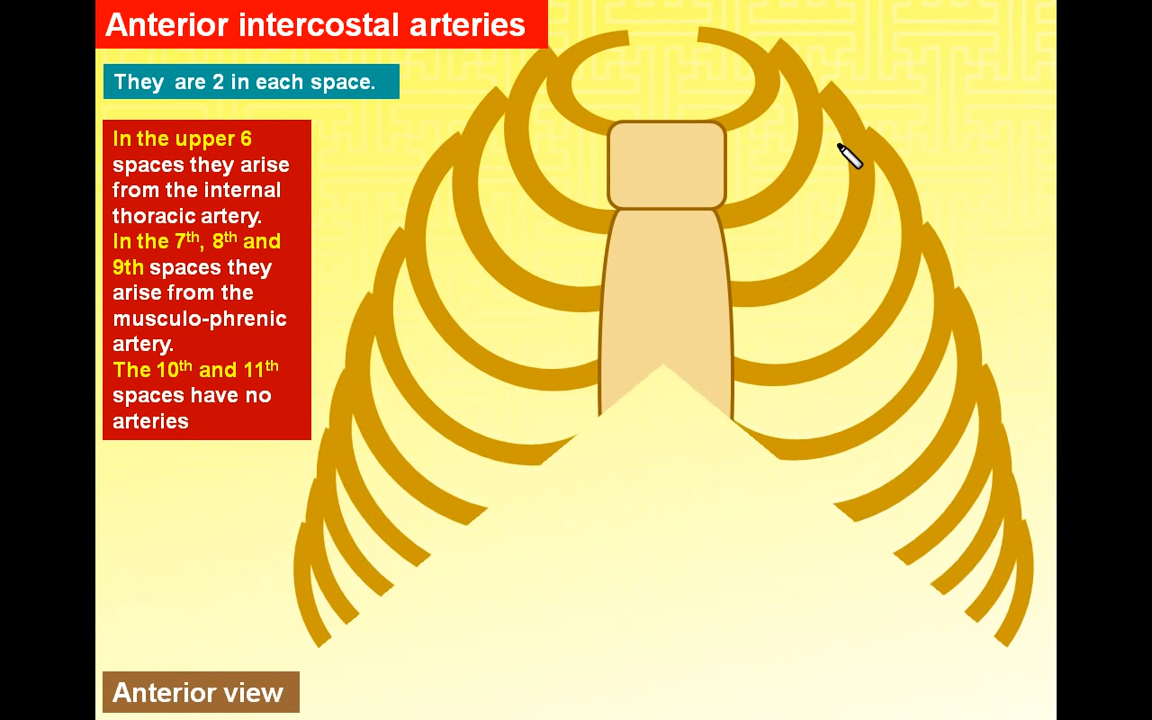 Anterior intercostal arteries
They are 2 in each space.
In the upper 6
spaces they arise
from the internal
thoracic artery.
In the 7th, 8th and
9th spaces they
arise from the
musculo-phrenic
artery.
The 10th and 11th
spaces have no
arteries
Anterior view